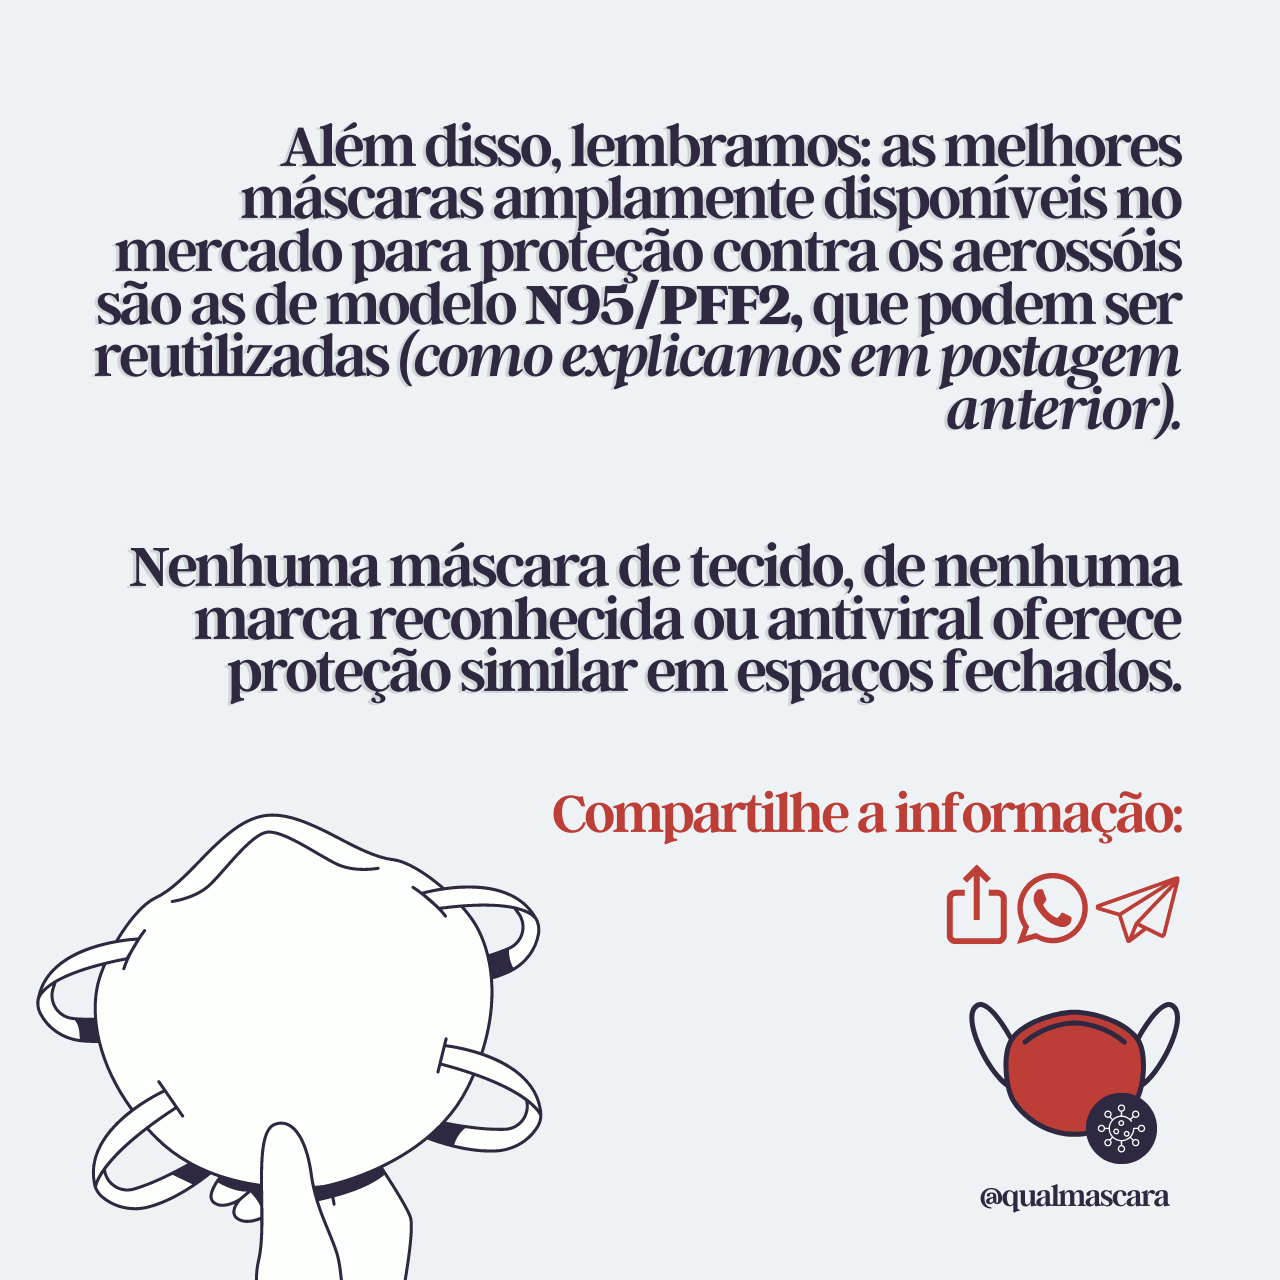 Além disso, lembramos: as melhores
máscaras amplamente disponíveis no
mercado para proteção contra os aerossóis
são as de modelo N95/PFF2, que podem ser
reutilizadas (como explicamos em postagem
anterior).
Nenhuma máscara de tecido, de nenhuma
marca reconhecida ou antiviral oferece
proteção similar em espaços fechados.
Compartilhe a informação:
@qualmascara